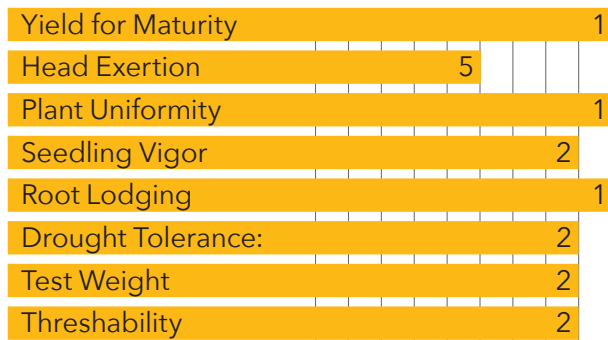 Yield for Maturity 1
Head Exertion 5
Plant Uniformity 1
Seedling Vigor 2
Root Lodging 1
Drought Tolerance: 2
Test Weight 2
Threshability 2